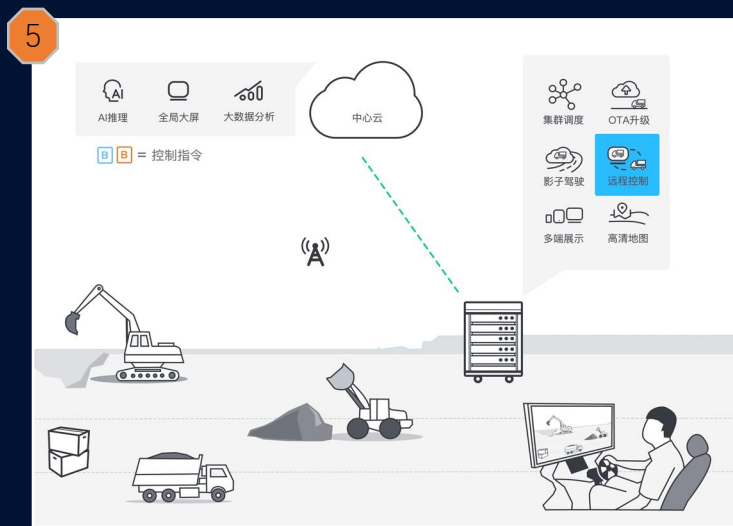 5
AI
AI推理 全局大屏 大数据分析
中心云
B B = 控制指令
集群调度 OTA升级
影子驾驶 远程控制
多端展示 高清地图